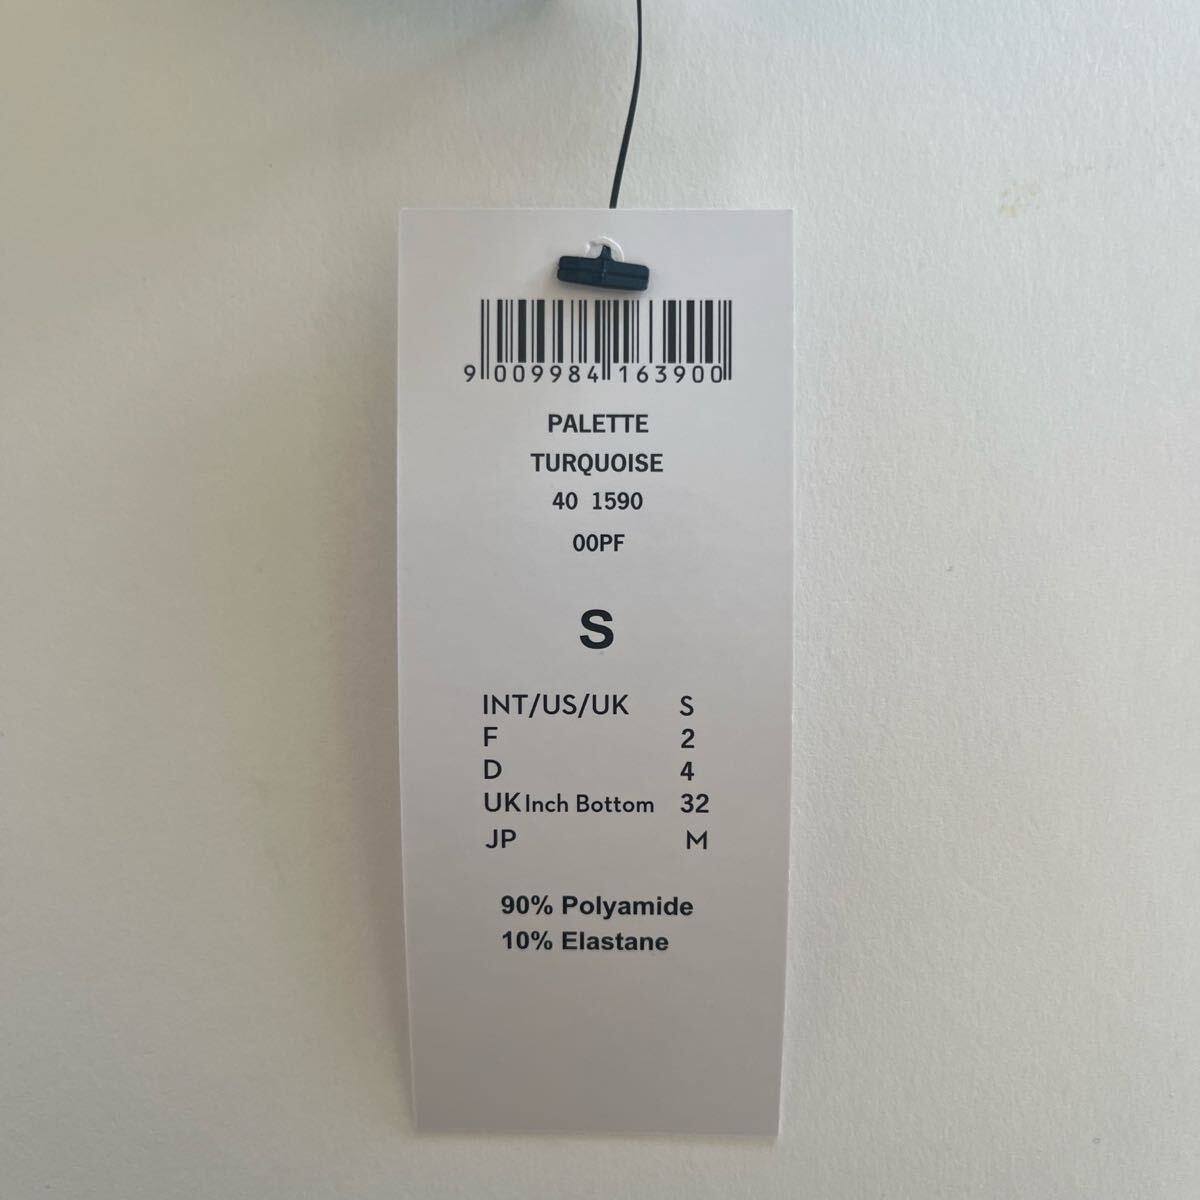 9 009984 163900
PALETTE
TURQUOISE
40 1590
00PF
S
INT/US/UK S
F 2
D 4
UK Inch Bottom 32
JP M
90% Polyamide
10% Elastane